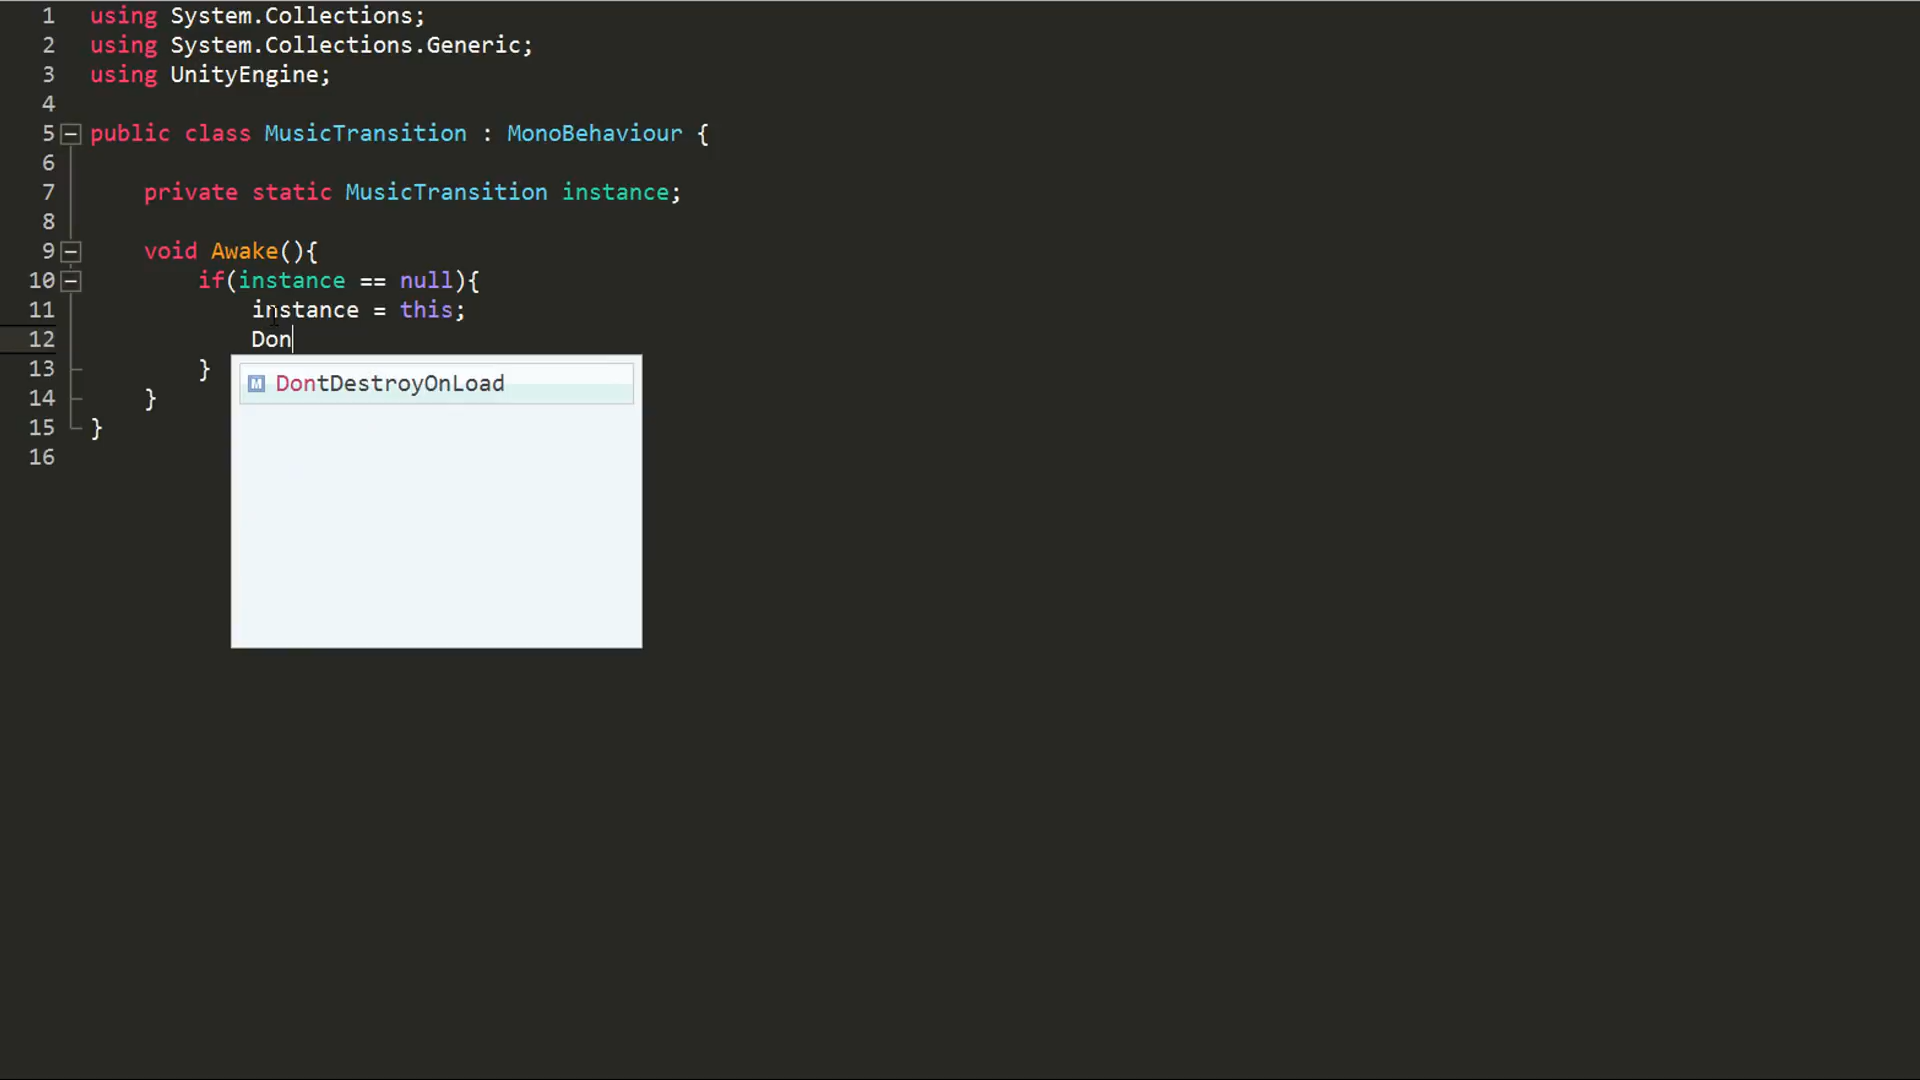 1 using System.Collections;
2 using System.Collections.Generic;
3 using UnityEngine;
4
5 public class MusicTransition : MonoBehaviour {
6
7 private static MusicTransition instance;
8
9 void Awake(){
10 if(instance == null){
11 instance = this;
12 Don
13 }
M DontDestroyOnLoad
14 }
15 }
16